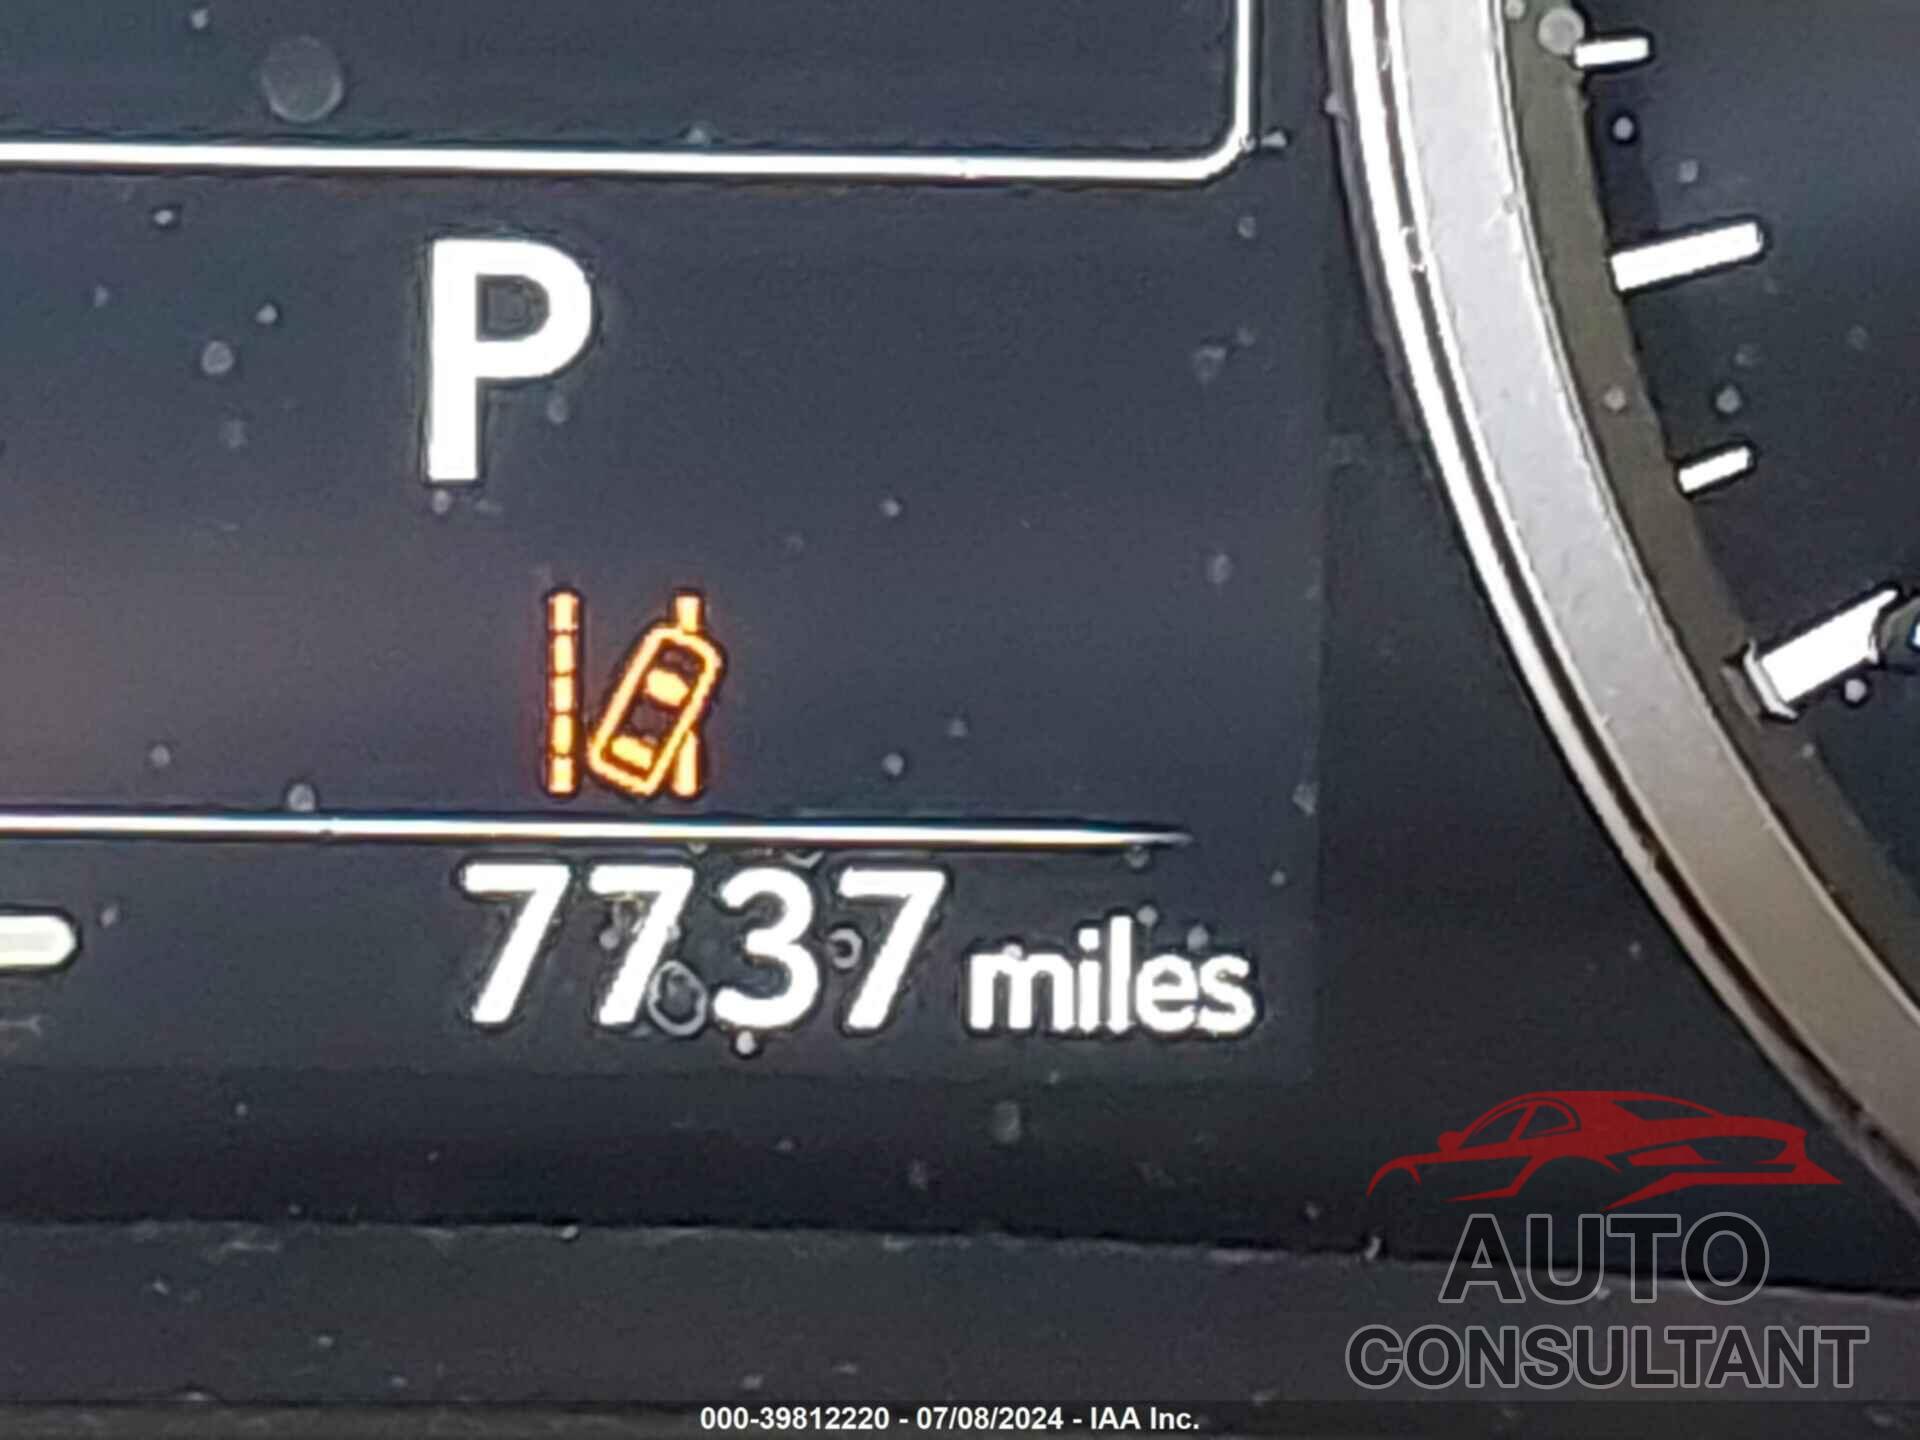 P
7737 miles
AUTO
CONSULTANT
000-39812220 - 07/08/2024 - IAA Inc.